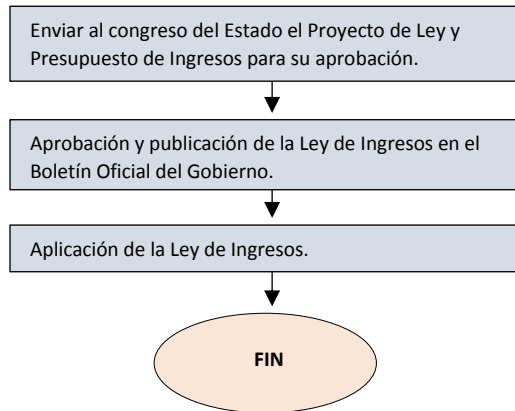 Enviar al congreso del Estado el Proyecto de Ley y
Presupuesto de Ingresos para su aprobación.
Aprobación y publicación de la Ley de Ingresos en el
Boletín Oficial del Gobierno.
Aplicación de la Ley de Ingresos.
FIN